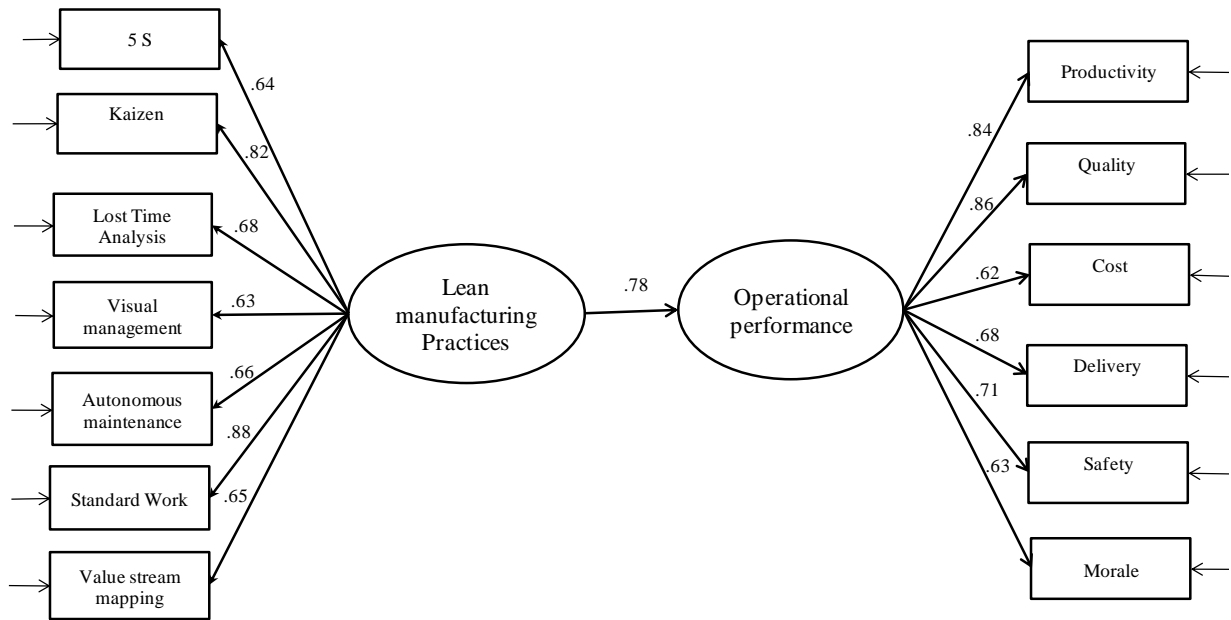 5 S
.64
Kaizen
.82
Lost Time
Analysis
.68
Visual
management
.63
Autonomous
maintenance
.66
Standard Work
.88
Value stream
mapping
.65
Lean
manufacturing
Practices
.78
Operational
performance
.84
Productivity
.86
Quality
.62
Cost
.68
Delivery
.71
Safety
.63
Morale